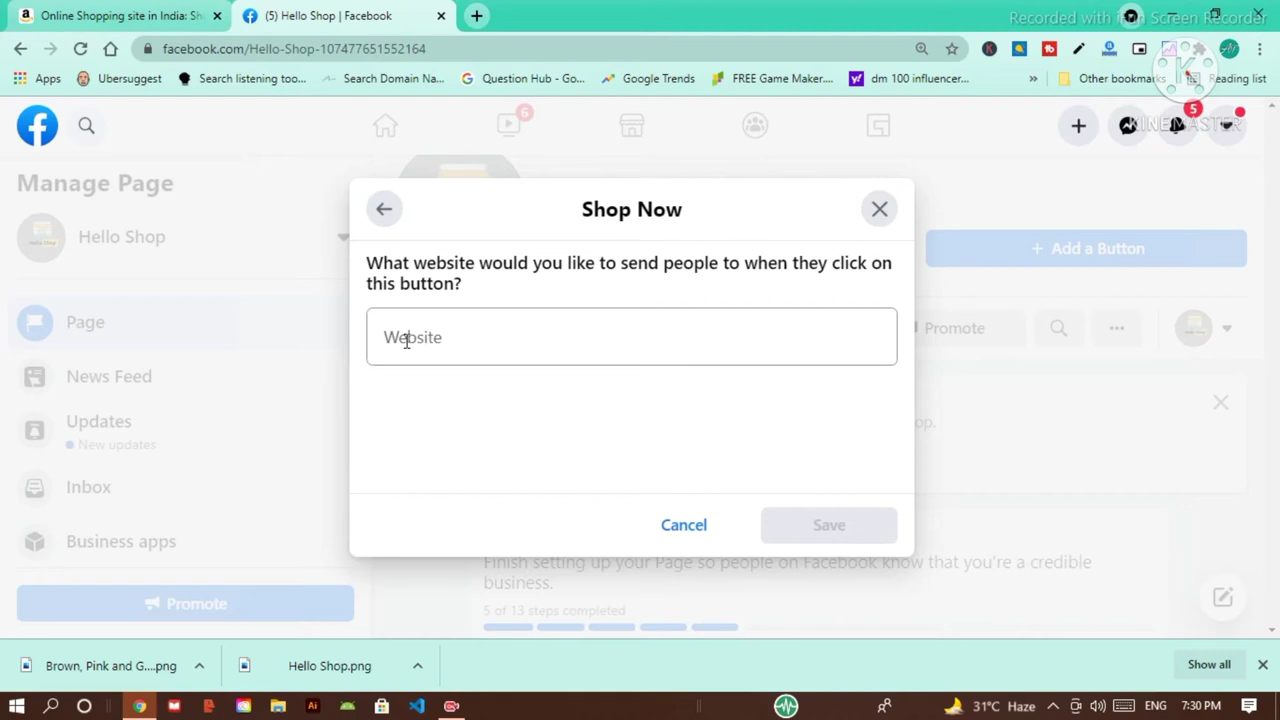 Online Shopping site in India: Sh
(5) Hello Shop | Facebook
Recorded with iFun Screen Recorder
facebook.com/Hello-Shop-107477651552164
Apps
Ubersuggest
Search listening too...
Search Domain Na...
Question Hub - Go...
Google Trends
FREE Game Maker....
dm 100 influencer...
»
Other bookmarks
Reading list
6
5
KINEMASTER
Manage Page
Hello Shop
Page
News Feed
Updates
New updates
Inbox
Business apps
Promote
Shop Now
What website would you like to send people to when they click on
this button?
Website
Cancel
Save
+ Add a Button
Promote
op.
Finish setting up your Page so people on Facebook know that you're a credible
business.
5 of 13 steps completed
Brown, Pink and G....png
Hello Shop.png
Show all
Ai
31°C Haze
ENG
7:30 PM